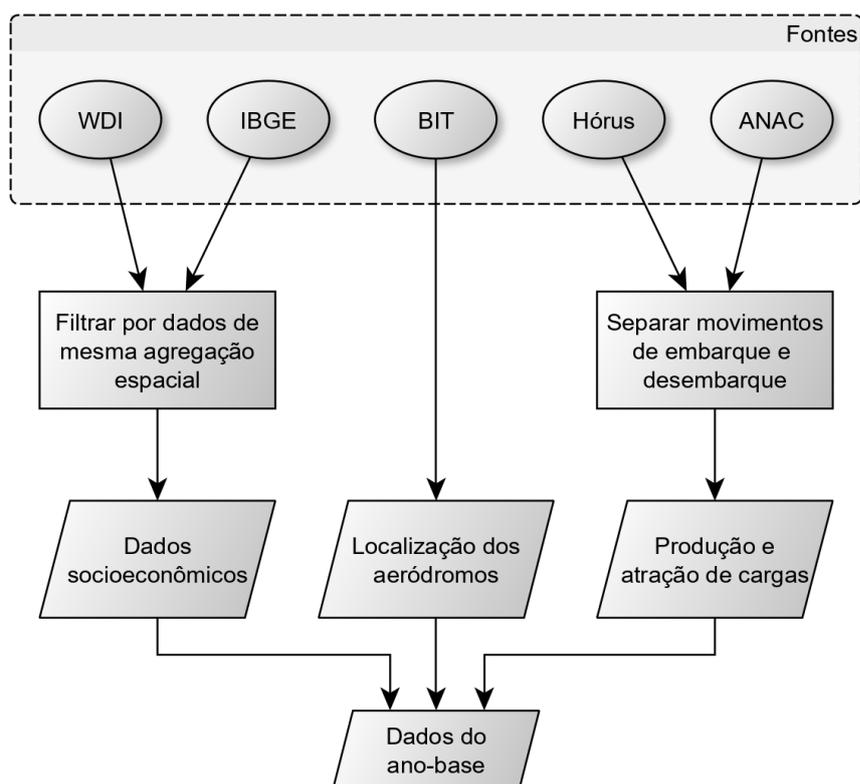 Fontes
WDI
IBGE
BIT
Hórus
ANAC
Filtrar por dados de
mesma agregação
espacial
Separar movimentos
de embarque e
desembarque
Dados
socioeconômicos
Localização dos
aeródromos
Produção e
atração de cargas
Dados do
ano-base